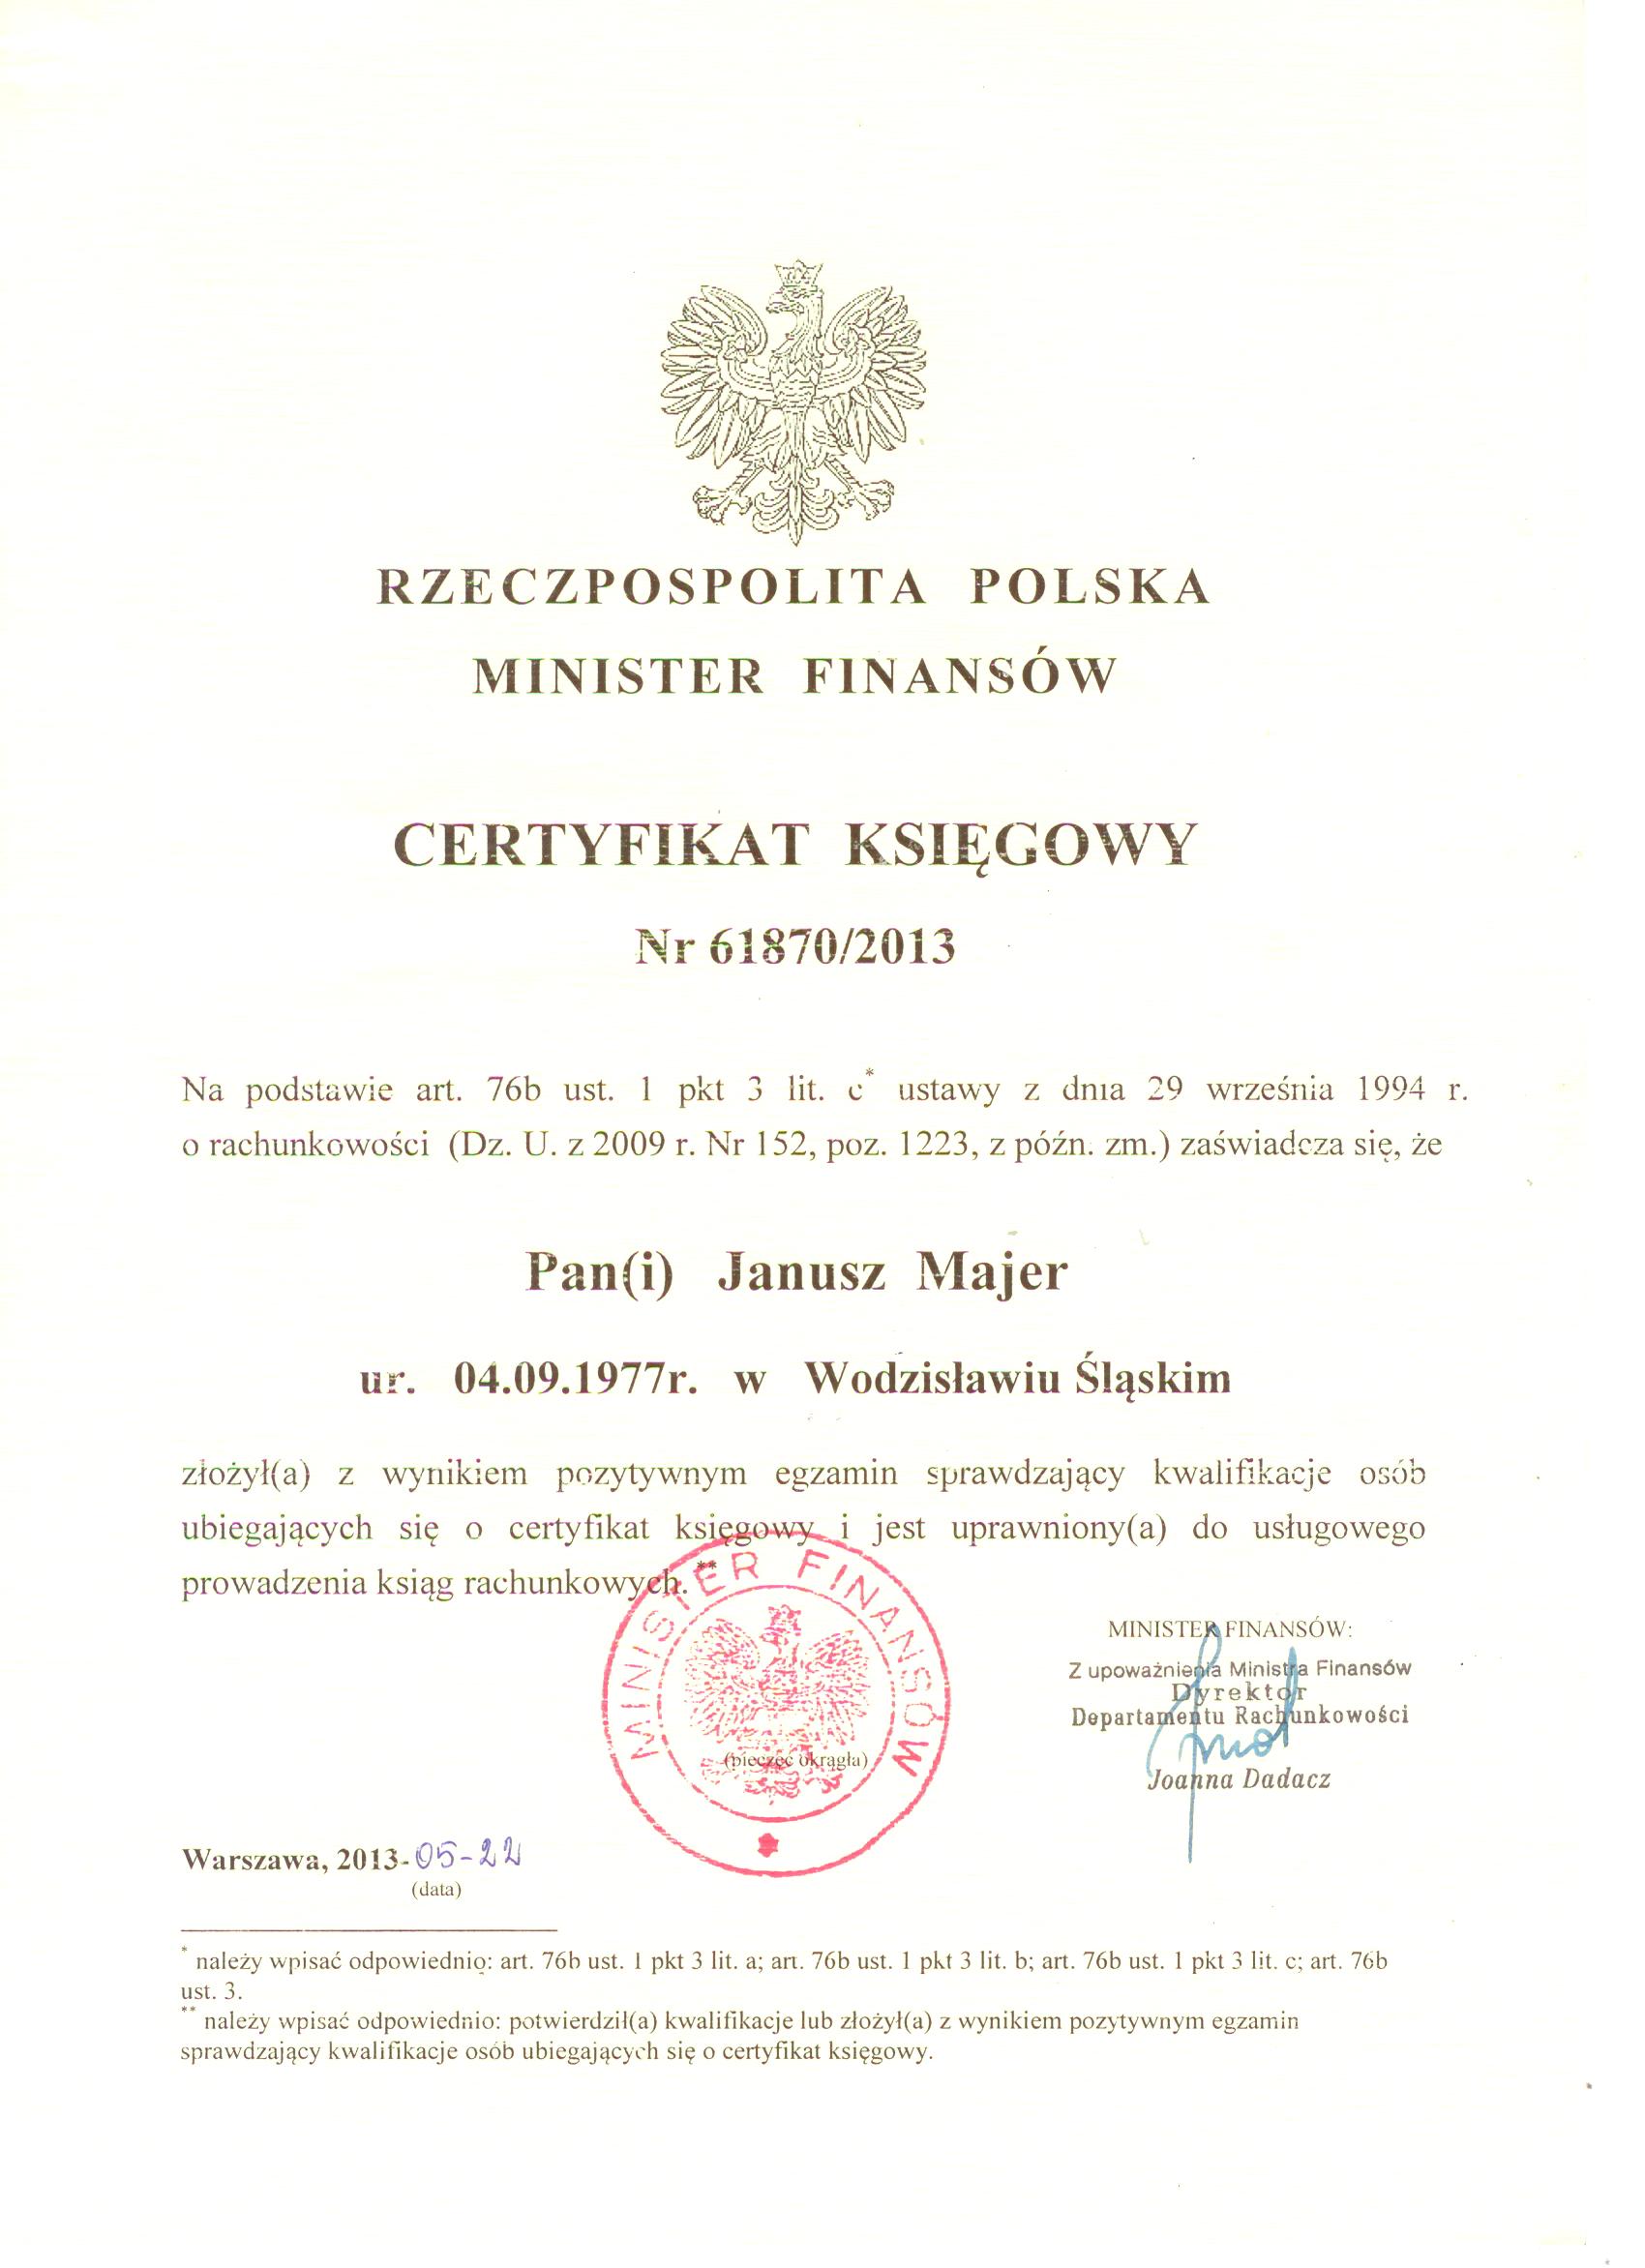 RZECZPOSPOLITA POLSKA
MINISTER FINANSÓW
CERTYFIKAT KSIĘGOWY
Nr 61870/2013
Na podstawie art. 76b ust. 1 pkt 3 lit. c* ustawy z dnia 29 września 1994 r.
o rachunkowości (Dz. U. z 2009 r. Nr 152, poz. 1223, z późn. zm.) zaświadcza się, że
Pan(i) Janusz Majer
ur. 04.09.1977r. w Wodzisławiu Śląskim
złożył(a) z wynikiem pozytywnym egzamin sprawdzający kwalifikacje osób
ubiegających się o certyfikat księgowy i jest uprawniony(a) do usługowego
prowadzenia ksiąg rachunkowych.**
MINISTER FINANSÓW
(pieczęć okrągła)
MINISTER FINANSÓW:
Z upoważnienia Ministra Finansów
Dyrektor
Departamentu Rachunkowości
Joanna Dadacz
Warszawa, 2013-05-22
(data)
* należy wpisać odpowiednio: art. 76b ust. 1 pkt 3 lit. a; art. 76b ust. 1 pkt 3 lit. b; art. 76b ust. 1 pkt 3 lit. c; art. 76b
ust. 3.
** należy wpisać odpowiednio: potwierdził(a) kwalifikacje lub złożył(a) z wynikiem pozytywnym egzamin
sprawdzający kwalifikacje osób ubiegających się o certyfikat księgowy.